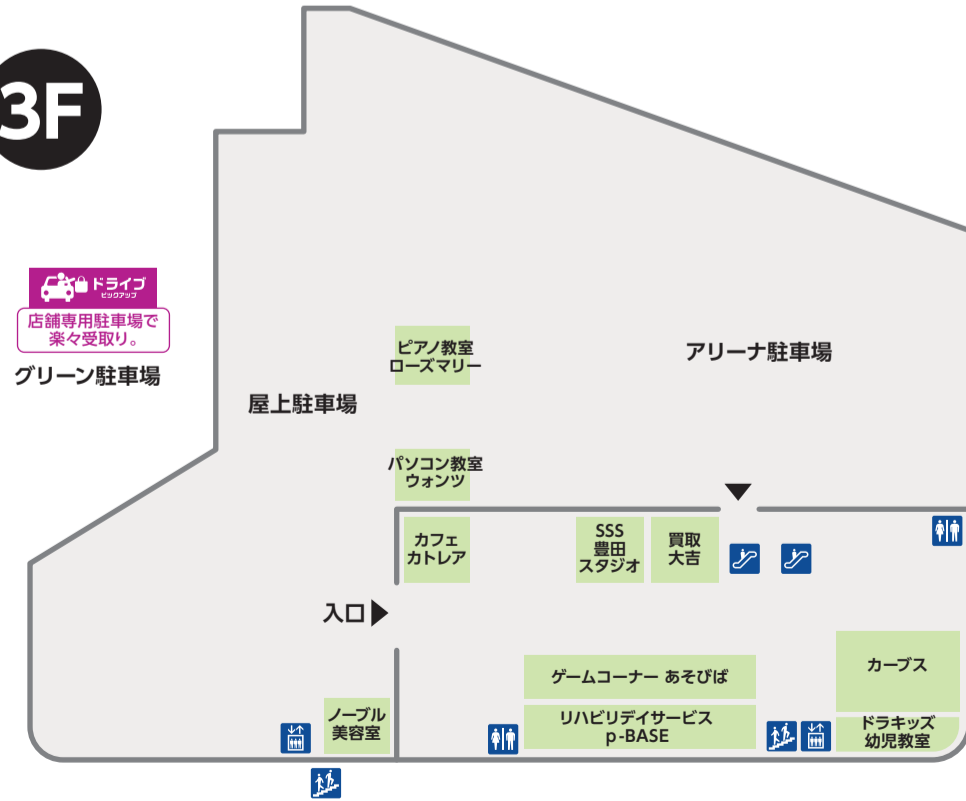 3F
ドライブ
ピックアップ
店舗専用駐車場で
楽々受取り。
グリーン駐車場
屋上駐車場
ピアノ教室
ローズマリー
アリーナ駐車場
パソコン教室
ウォンツ
カフェ
カトレア
SSS
豊田
スタジオ
買取
大吉
入口
ゲームコーナー あそびば
カーブス
ノーブル
美容室
リハビリデイサービス
p-BASE
ドラキッズ
幼児教室